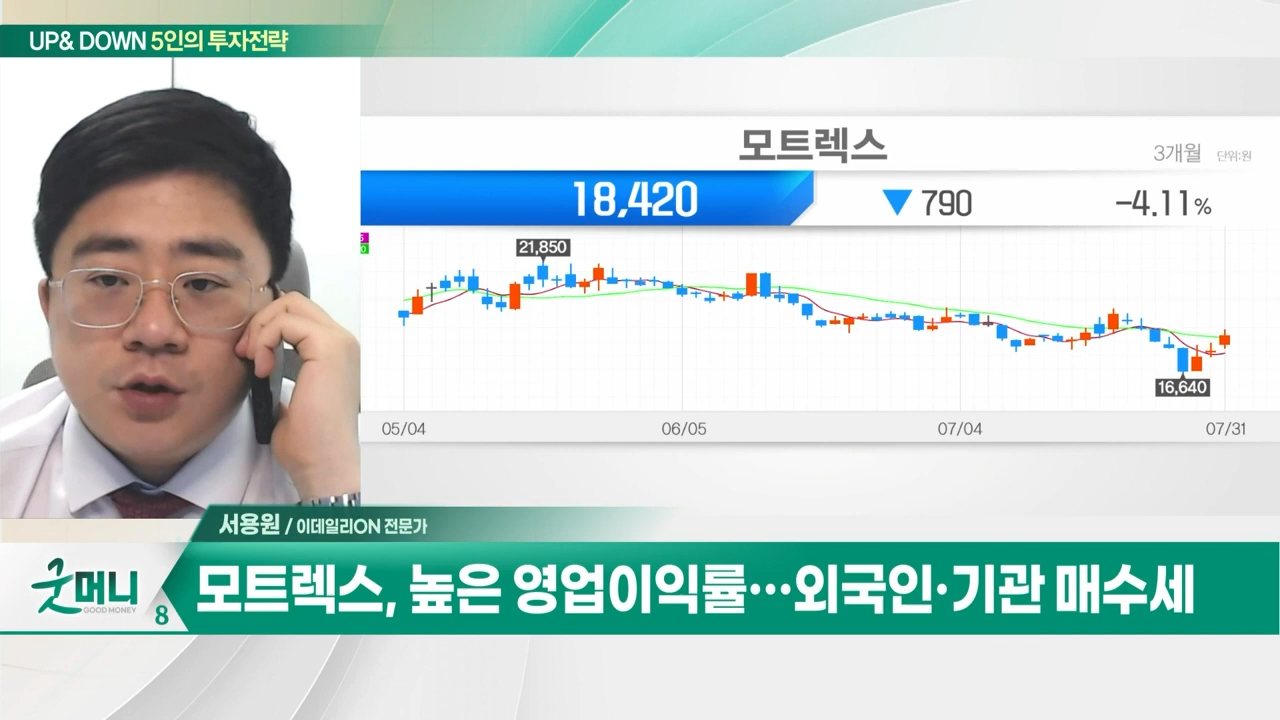 UP& DOWN 5인의 투자전략
모트렉스
3개월 단위:원
18,420 ▼ 790 -4.11%
21,850
16,640
05/04 06/05 07/04 07/31
서용원 / 이데일리ON 전문가
굿머니
GOOD MONEY
8
모트렉스, 높은 영업이익률…외국인·기관 매수세